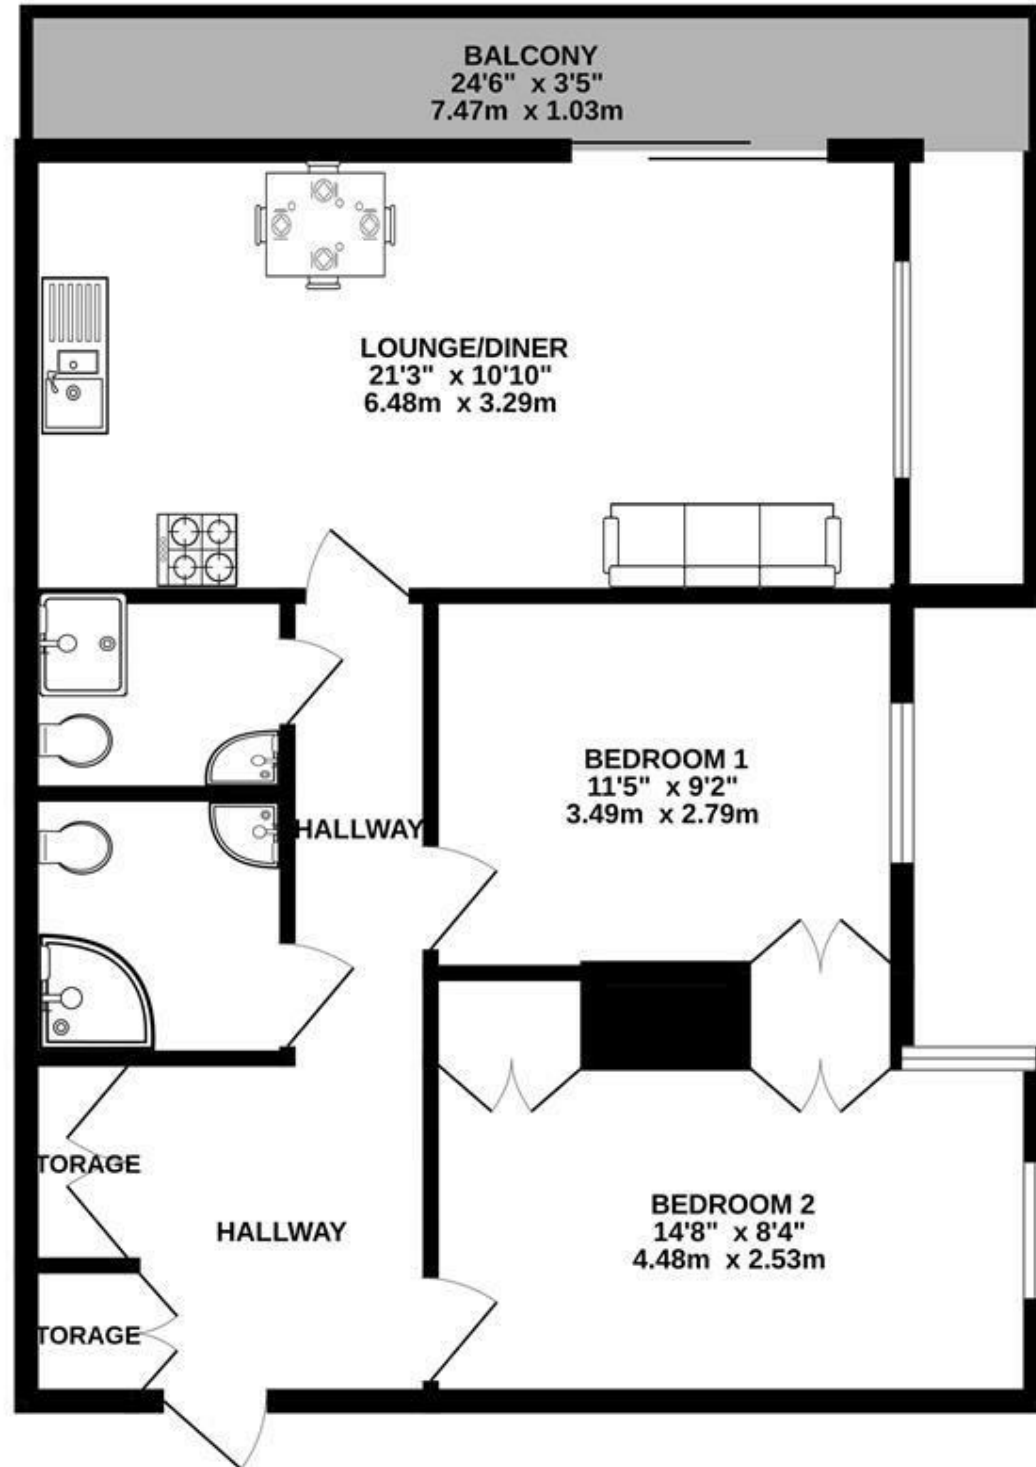 BALCONY
24'6" x 3'5"
7.47m x 1.03m
LOUNGE/DINER
21'3" x 10'10"
6.48m x 3.29m
BEDROOM 1
11'5" x 9'2"
3.49m x 2.79m
HALLWAY
TORAGE
HALLWAY
BEDROOM 2
14'8" x 8'4"
4.48m x 2.53m
TORAGE